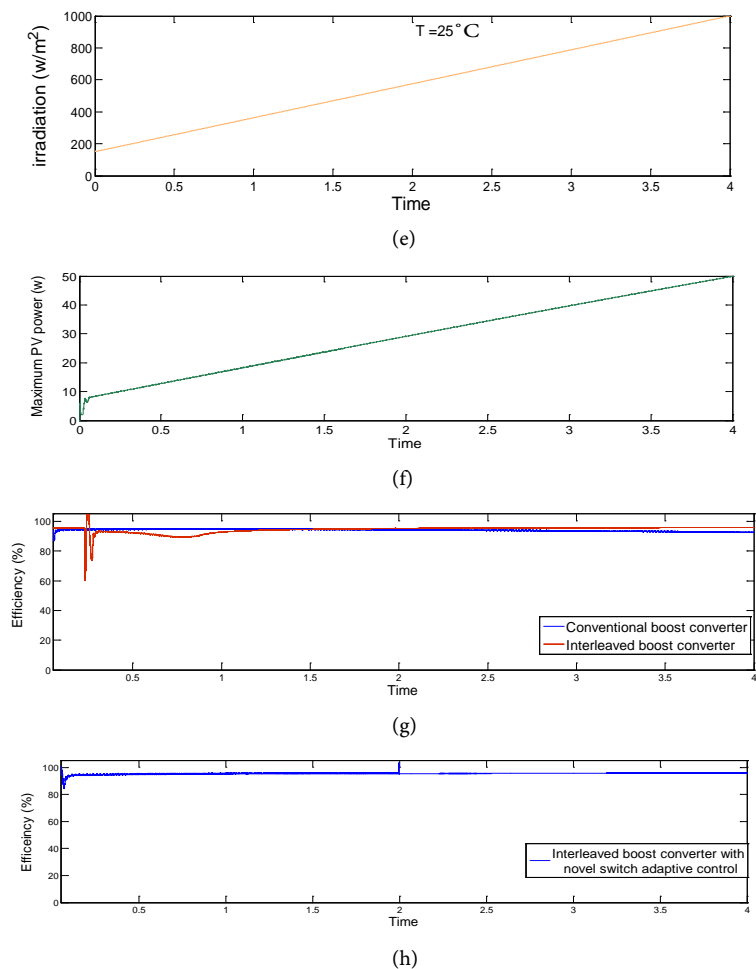 1000
800
600
400
200
0
irradiation (w/m²)
T =25°C
0 0.5 1 1.5 2 2.5 3 3.5 4
Time
(e)
50
40
30
20
10
0
Maximum PV power (w)
0 0.5 1 1.5 2 2.5 3 3.5 4
Time
(f)
100
80
60
40
20
0
Efficiency (%)
Conventional boost converter
Interleaved boost converter
0.5 1 1.5 2 2.5 3 3.5 4
Time
(g)
100
80
60
40
20
0
Efficeincy (%)
Interleaved boost converter with
novel switch adaptive control
0.5 1 1.5 2 2.5 3 3.5 4
Time
(h)